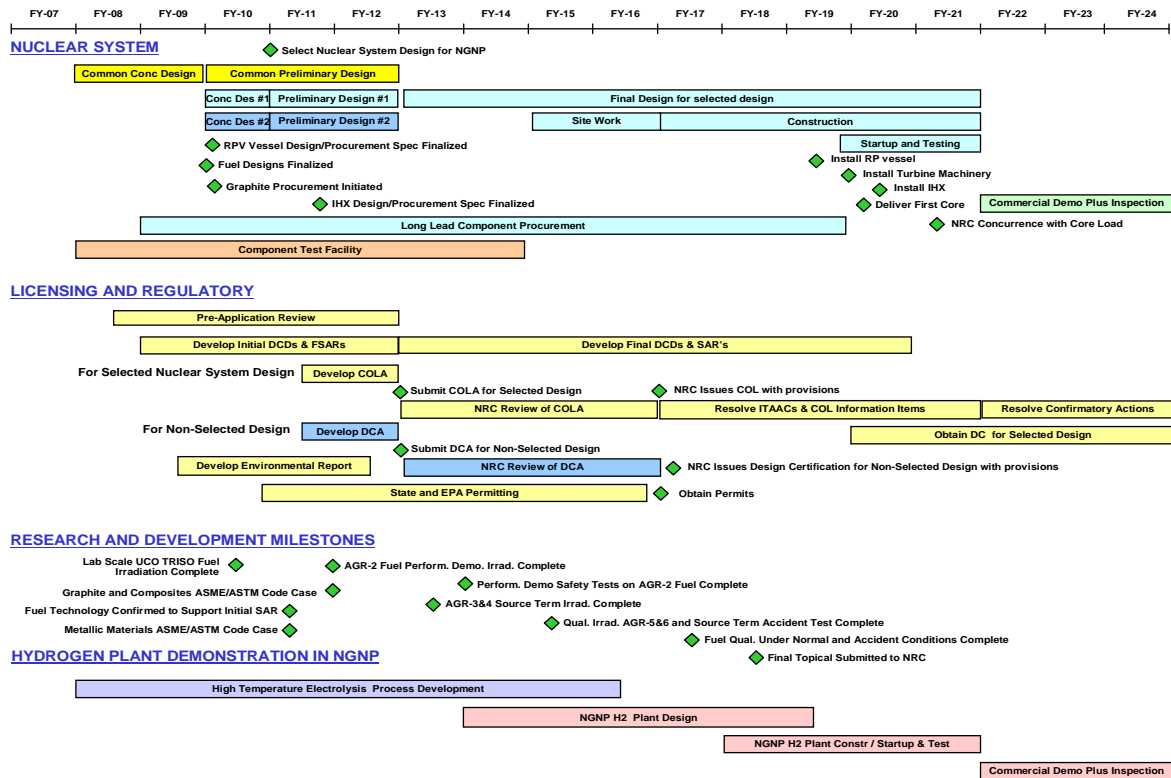 FY-07 FY-08 FY-09 FY-10 FY-11 FY-12 FY-13 FY-14 FY-15 FY-16 FY-17 FY-19 FY-20 FY-21 FY-22 FY-23 FY-24
NUCLEAR SYSTEM
Select Nuclear System Design for NGNP
Common Conc Design
Common Preliminary Design
Conc Des #1
Preliminary Design #1
Final Design for selected design
Conc Des #2
Preliminary Design #2
Site Work
Construction
RPV Vessel Design/Procurement Spec Finalized
Startup and Testing
Fuel Designs Finalized
Install RP vessel
Install Turbine Machinery
Graphite Procurement Initiated
Install IHX
IHX Design/Procurement Spec Finalized
Deliver First Core
Commercial Demo Plus Inspection
Long Lead Component Procurement
NRC Concurrence with Core Load
Component Test Facility
LICENSING AND REGULATORY
Pre-Application Review
Develop Initial DCDs & FSARs
Develop Final DCDs & SAR's
For Selected Nuclear System Design
Develop COLA
Submit COLA for Selected Design
NRC Issues COL with provisions
NRC Review of COLA
Resolve ITAACs & COL Information Items
Resolve Confirmatory Actions
For Non-Selected Design
Develop DCA
Obtain DC for Selected Design
Submit DCA for Non-Selected Design
Develop Environmental Report
NRC Review of DCA
NRC Issues Design Certification for Non-Selected Design with provisions
State and EPA Permitting
Obtain Permits
RESEARCH AND DEVELOPMENT MILESTONES
Lab Scale UCO TRISO Fuel
Irradiation Complete
AGR-2 Fuel Perform. Demo. Irrad. Complete
Perform. Demo Safety Tests on AGR-2 Fuel Complete
Graphite and Composites ASME/ASTM Code Case
AGR-3&4 Source Term Irrad. Complete
Fuel Technology Confirmed to Support Initial SAR
Qual. Irrad. AGR-5&6 and Source Term Accident Test Complete
Metallic Materials ASME/ASTM Code Case
Fuel Qual. Under Normal and Accident Conditions Complete
HYDROGEN PLANT DEMONSTRATION IN NGNP
Final Topical Submitted to NRC
High Temperature Electrolysis Process Development
NGNP H2 Plant Design
NGNP H2 Plant Constr / Startup & Test
Commercial Demo Plus Inspection